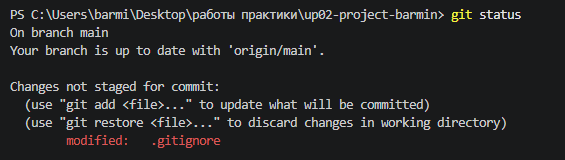 PS C:\Users\barmi\Desktop\работы практики\up02-project-barmin> git status
On branch main
Your branch is up to date with 'origin/main'.

Changes not staged for commit:
  (use "git add <file>..." to update what will be committed)
  (use "git restore <file>..." to discard changes in working directory)
        modified:   .gitignore